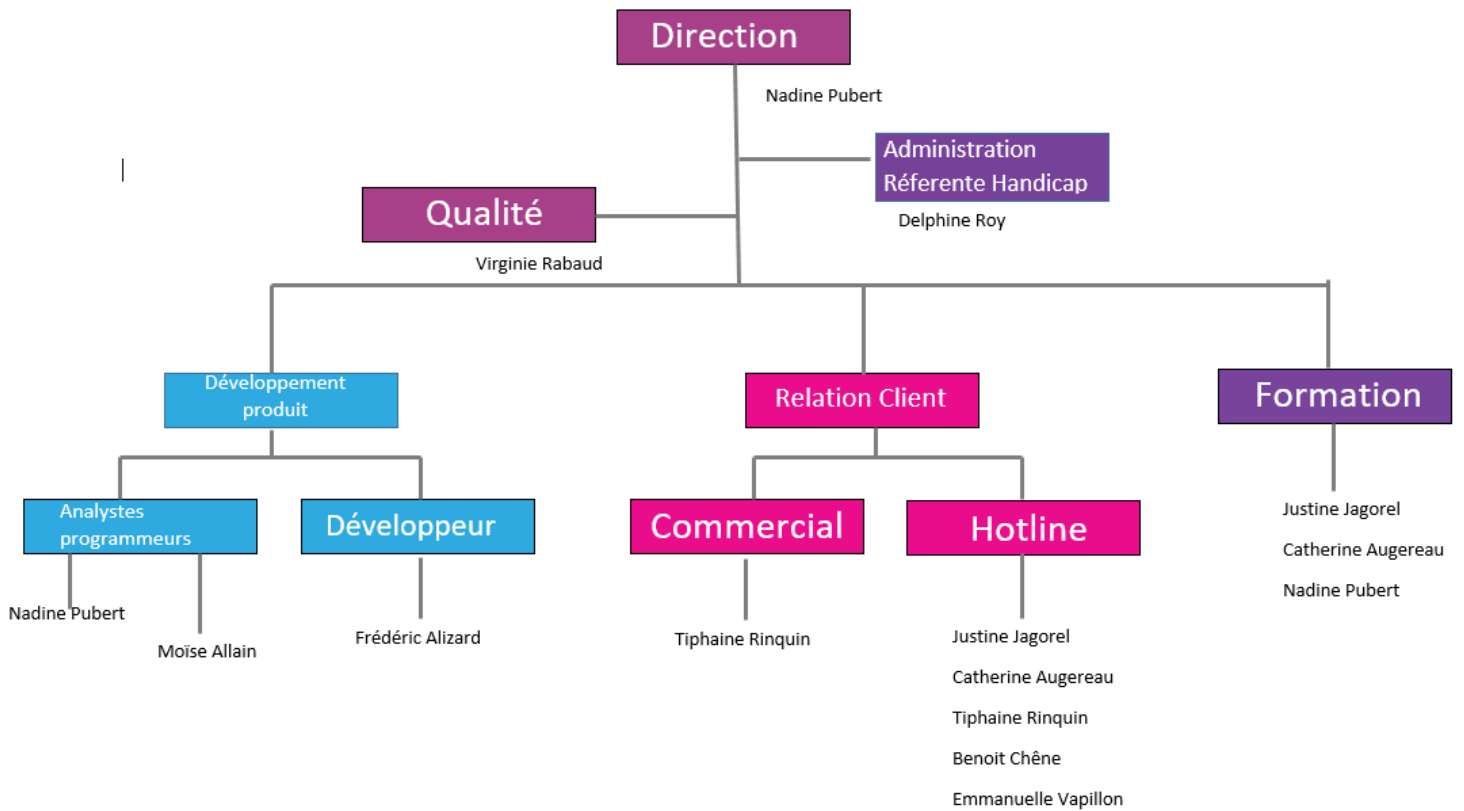 Direction
Nadine Pubert
Administration
Réferente Handicap
Delphine Roy
Qualité
Virginie Rabaud
Développement
produit
Relation Client
Formation
Analystes
programmeurs
Développeur
Commercial
Hotline
Nadine Pubert
Moïse Allain
Frédéric Alizard
Tiphaine Rinquin
Justine Jagorel
Catherine Augereau
Tiphaine Rinquin
Benoit Chêne
Emmanuelle Vapillon
Justine Jagorel
Catherine Augereau
Nadine Pubert